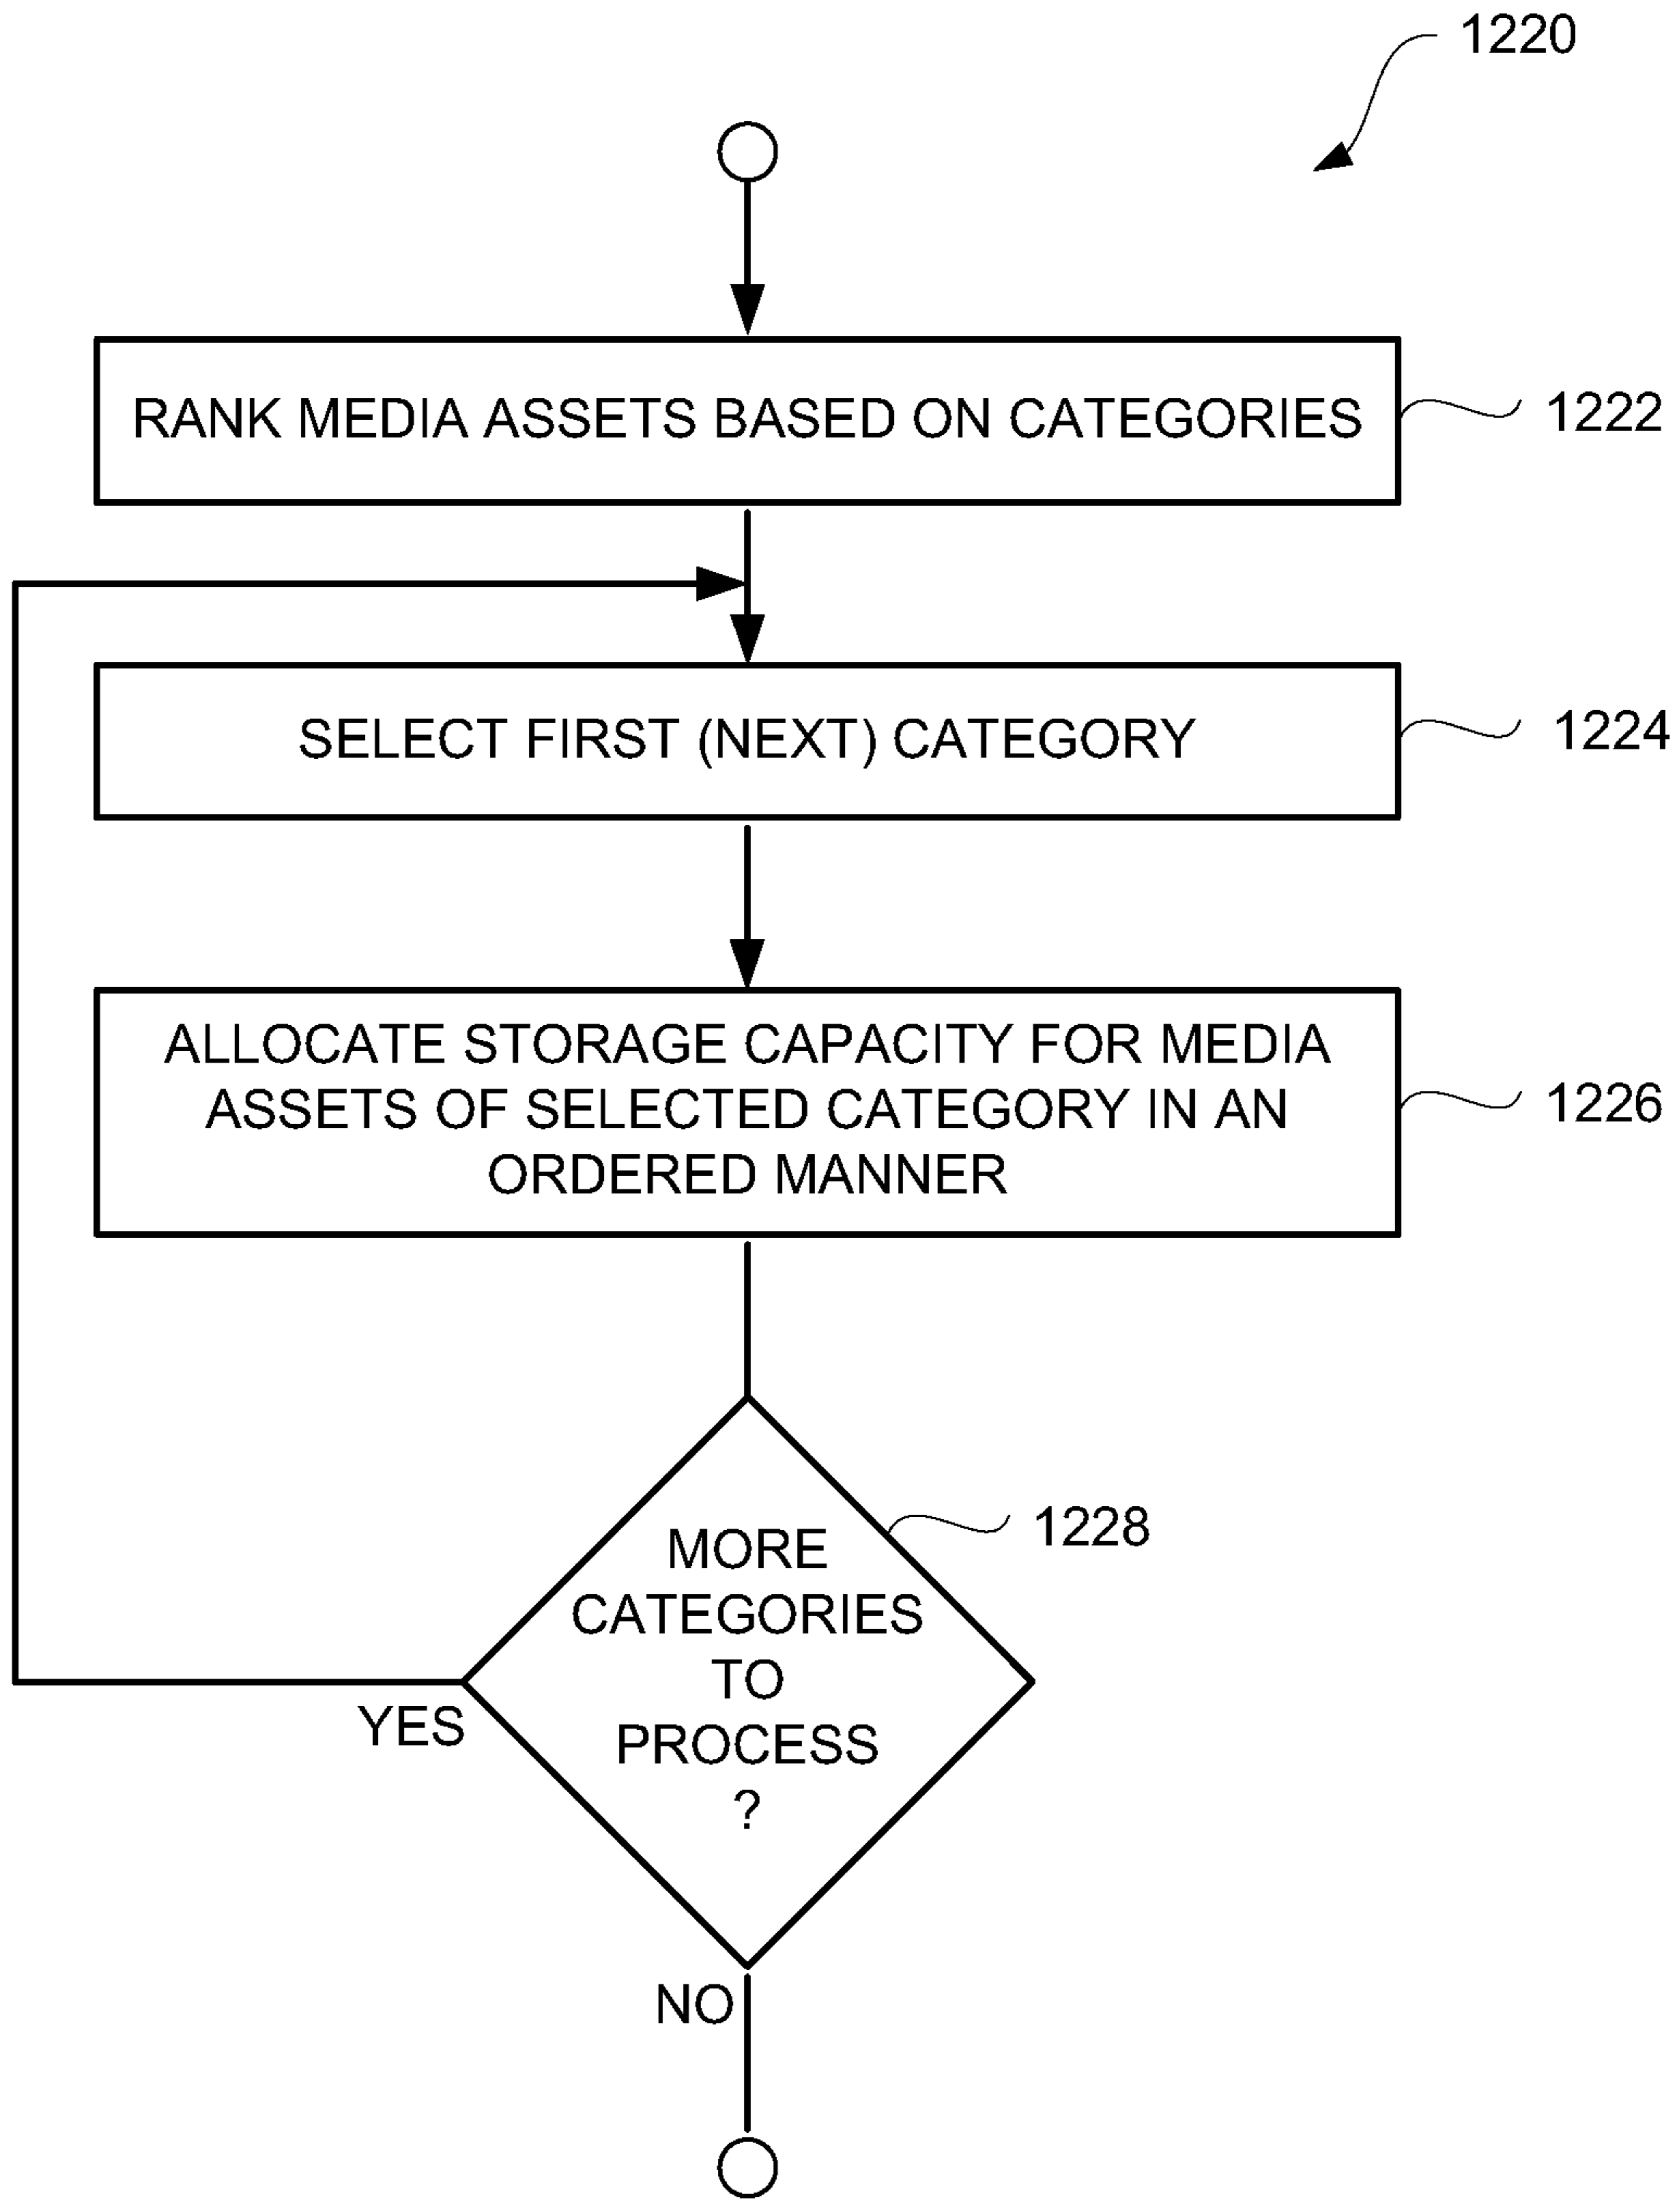 1220
RANK MEDIA ASSETS BASED ON CATEGORIES
1222
SELECT FIRST (NEXT) CATEGORY
1224
ALLOCATE STORAGE CAPACITY FOR MEDIA
ASSETS OF SELECTED CATEGORY IN AN
ORDERED MANNER
1226
MORE
CATEGORIES
TO
PROCESS
?
1228
YES
NO